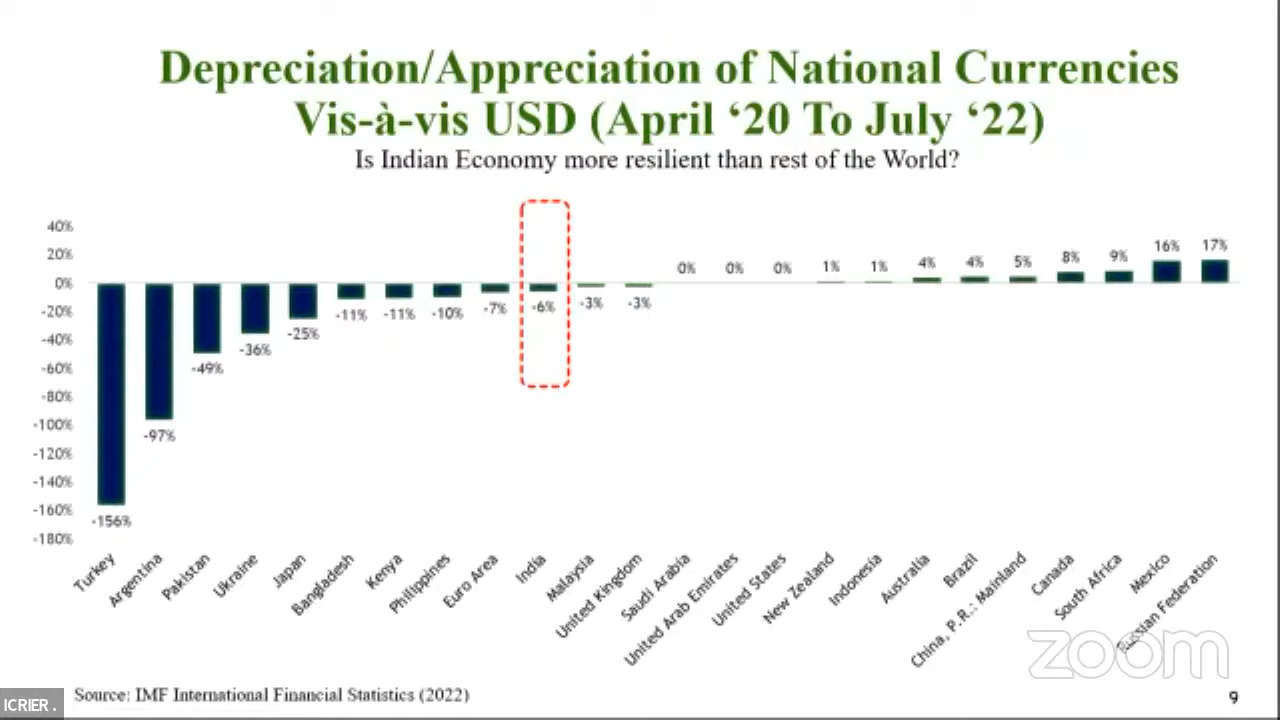 Depreciation/Appreciation of National Currencies
Vis-à-vis USD (April ‘20 To July ‘22)
Is Indian Economy more resilient than rest of the World?
40%
20%
0%
-20%
-40%
-60%
-80%
-100%
-120%
-140%
-160%
-180%
-156%
-97%
-49%
-36%
-25%
-11%
-11%
-10%
-7%
-6%
-3%
-3%
0%
0%
0%
1%
1%
4%
4%
5%
8%
9%
16%
17%
Turkey
Argentina
Pakistan
Ukraine
Japan
Bangladesh
Kenya
Philippines
Euro Area
India
Malaysia
United Kingdom
Saudi Arabia
United Arab Emirates
United States
New Zealand
Indonesia
Australia
Brazil
China, P.R.: Mainland
Canada
South Africa
Mexico
Russian Federation
zoom
Source: IMF International Financial Statistics (2022)
9
ICRIER .